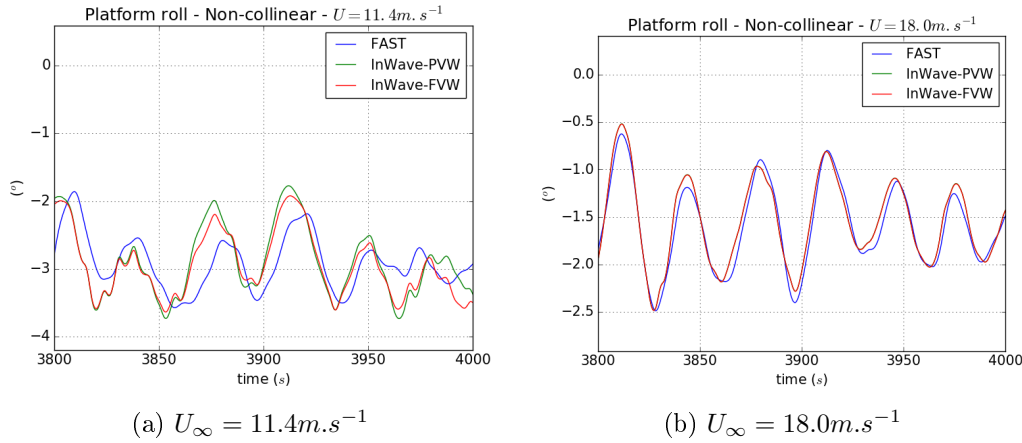 Platform roll - Non-collinear - U = 11.4m.s⁻¹
FAST
InWave-PVW
InWave-FVW
0
−1
−2
−3
−4
(°)
3800 3850 3900 3950 4000
time (s)
(a) U∞ = 11.4m.s⁻¹
Platform roll - Non-collinear - U = 18.0m.s⁻¹
FAST
InWave-PVW
InWave-FVW
0.0
−0.5
−1.0
−1.5
−2.0
−2.5
(°)
3800 3850 3900 3950 4000
time (s)
(b) U∞ = 18.0m.s⁻¹